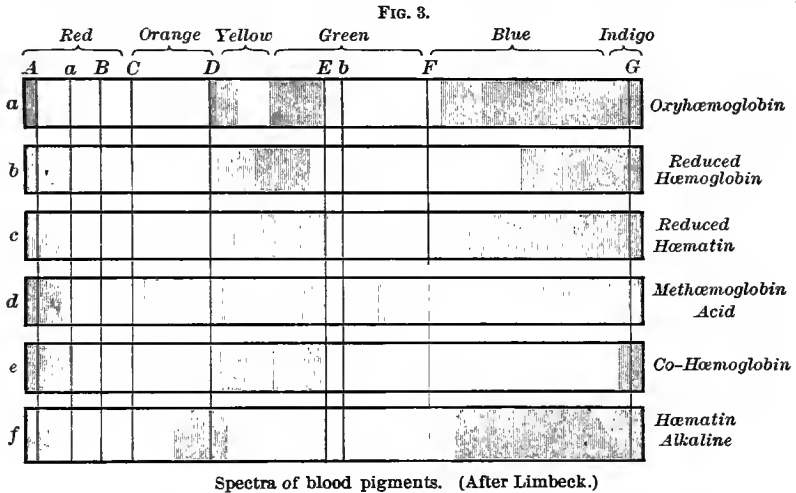 FIG. 3.
Red Orange Yellow Green Blue Indigo
A a B C D E b F G
a Oxyhæmoglobin
b Reduced
Hæmoglobin
c Reduced
Hæmatin
d Methæmoglobin
Acid
e Co-Hæmoglobin
f Hæmatin
Alkaline
Spectra of blood pigments. (After Limbeck.)